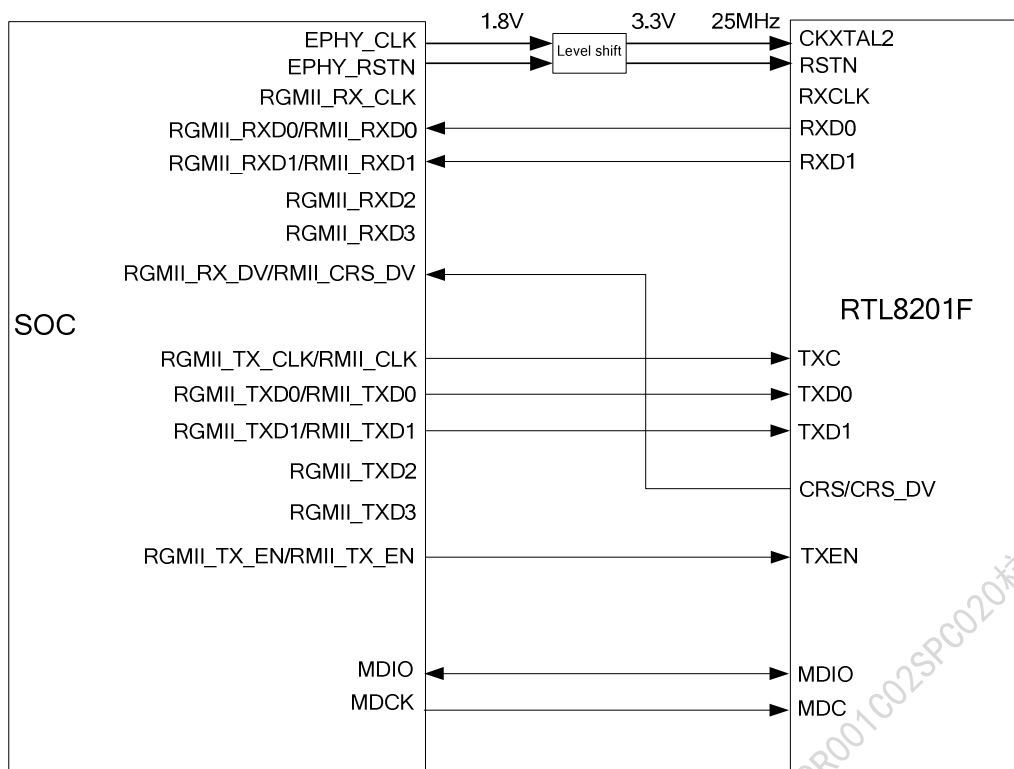 1.8V 3.3V 25MHz
EPHY_CLK Level shift CKXTAL2
EPHY_RSTN RSTN
RGMII_RX_CLK RXCLK
RGMII_RXD0/RMII_RXD0 RXD0
RGMII_RXD1/RMII_RXD1 RXD1
RGMII_RXD2
RGMII_RXD3
RGMII_RX_DV/RMII_CRS_DV
SOC RTL8201F
RGMII_TX_CLK/RMII_CLK TXC
RGMII_TXD0/RMII_TXD0 TXD0
RGMII_TXD1/RMII_TXD1 TXD1
RGMII_TXD2
CRS/CRS_DV
RGMII_TXD3
RGMII_TX_EN/RMII_TX_EN TXEN
MDIO MDIO
MDCK MDC